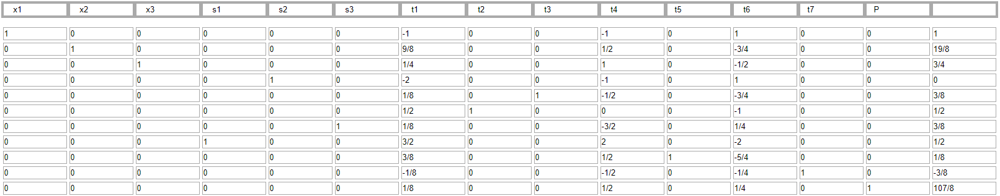 x1 x2 x3 s1 s2 s3 t1 t2 t3 t4 t5 t6 t7 P
1 0 0 0 0 0 -1 0 0 -1 0 1 0 0 1
0 1 0 0 0 0 9/8 0 0 1/2 0 -3/4 0 0 19/8
0 0 1 0 0 0 1/4 0 0 1 0 -1/2 0 0 3/4
0 0 0 0 1 0 -2 0 0 -1 0 1 0 0 0
0 0 0 0 0 0 1/8 0 1 -1/2 0 -3/4 0 0 3/8
0 0 0 0 0 0 1/2 1 0 0 0 -1 0 0 1/2
0 0 0 0 0 1 1/8 0 0 -3/2 0 1/4 0 0 3/8
0 0 0 1 0 0 3/2 0 0 2 0 -2 0 0 1/2
0 0 0 0 0 0 3/8 0 0 1/2 1 -5/4 0 0 1/8
0 0 0 0 0 0 -1/8 0 0 -1/2 0 -1/4 1 0 -3/8
0 0 0 0 0 0 1/8 0 0 1/2 0 1/4 0 1 107/8